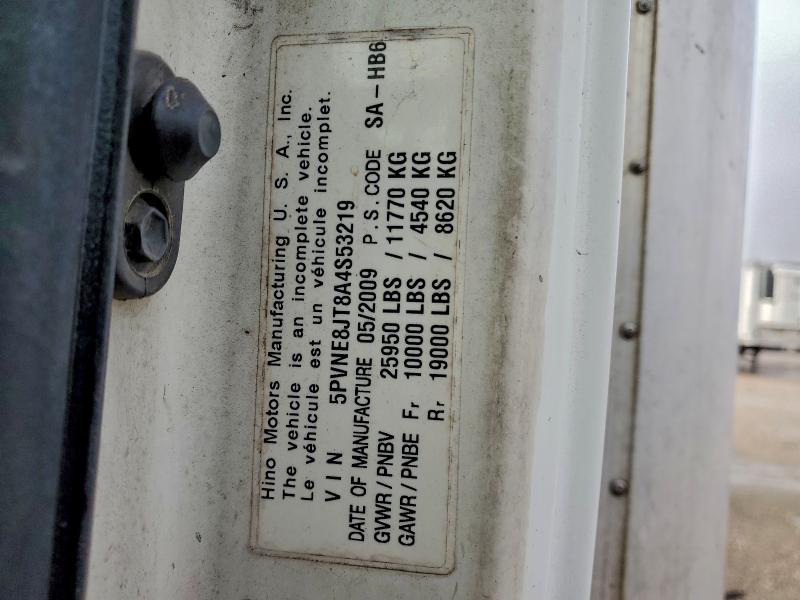 Hino Motors Manufacturing U. S. A., Inc.
The vehicle is an incomplete vehicle.
Le véhicule est un véhicule incomplet.
VIN 5PVNE8JT8A4S53219
DATE OF MANUFACTURE 05/2009 P.S. CODE SA-HB6
GVWR/PNBV 25950 LBS / 11770 KG
GAWR/PNBE Fr 10000 LBS / 4540 KG
Rr 19000 LBS / 8620 KG